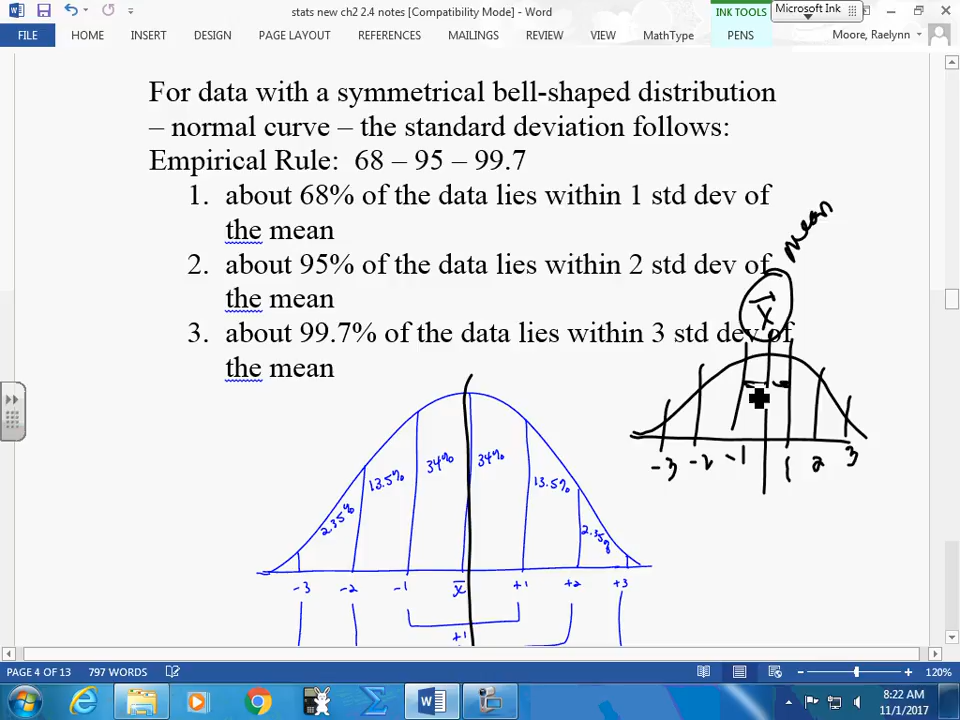 stats new ch2 2.4 notes [Compatibility Mode] - Word
INK TOOLS
Microsoft Ink
FILE HOME INSERT DESIGN PAGE LAYOUT REFERENCES MAILINGS REVIEW VIEW MathType PENS Moore, Raelynn
For data with a symmetrical bell-shaped distribution
– normal curve – the standard deviation follows:
Empirical Rule: 68 – 95 – 99.7
1. about 68% of the data lies within 1 std dev of
the mean
2. about 95% of the data lies within 2 std dev of
the mean
3. about 99.7% of the data lies within 3 std dev of
the mean
mean
x̄
-3 -2 -1 1 2 3
2.35% 13.5% 34% 34% 13.5% 2.35%
-3 -2 -1 x̄ +1 +2 +3
±1
PAGE 4 OF 13 797 WORDS 120%
8:22 AM
11/1/2017